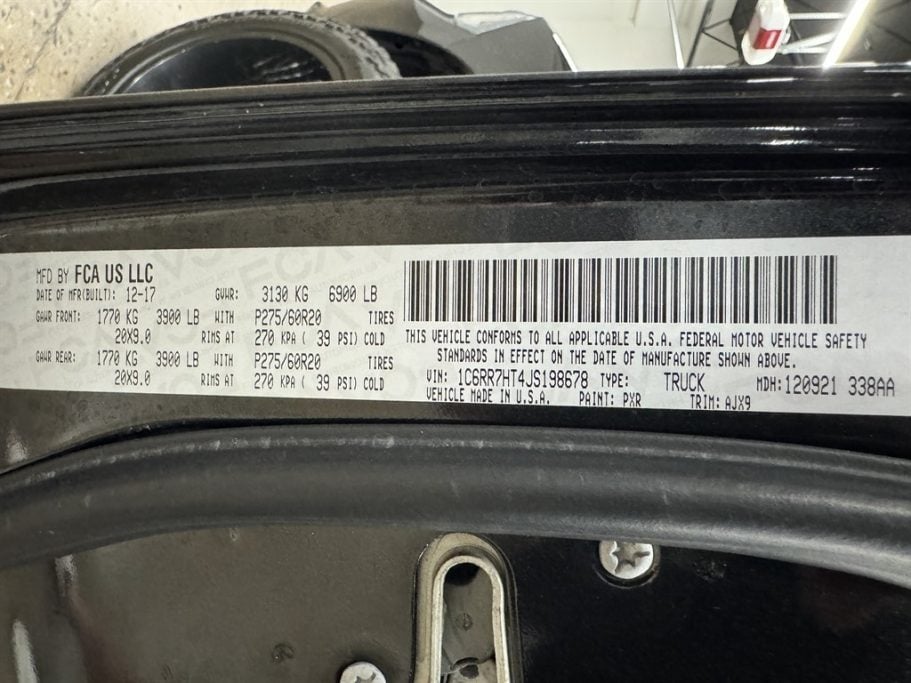 MFD BY FCA US LLC
DATE OF MFR(BUILT): 12-17 GVWR: 3130 KG 6900 LB
GAWR FRONT: 1770 KG 3900 LB WITH P275/60R20 TIRES
20X9.0 RIMS AT 270 KPA ( 39 PSI) COLD
GAWR REAR: 1770 KG 3900 LB WITH P275/60R20 TIRES
20X9.0 RIMS AT 270 KPA ( 39 PSI) COLD
THIS VEHICLE CONFORMS TO ALL APPLICABLE U.S.A. FEDERAL MOTOR VEHICLE SAFETY
STANDARDS IN EFFECT ON THE DATE OF MANUFACTURE SHOWN ABOVE.
VIN: 1C6RR7HT4JS198678 TYPE: TRUCK MDH: 120921 338AA
VEHICLE MADE IN U.S.A. PAINT: PXR TRIM: AJX9